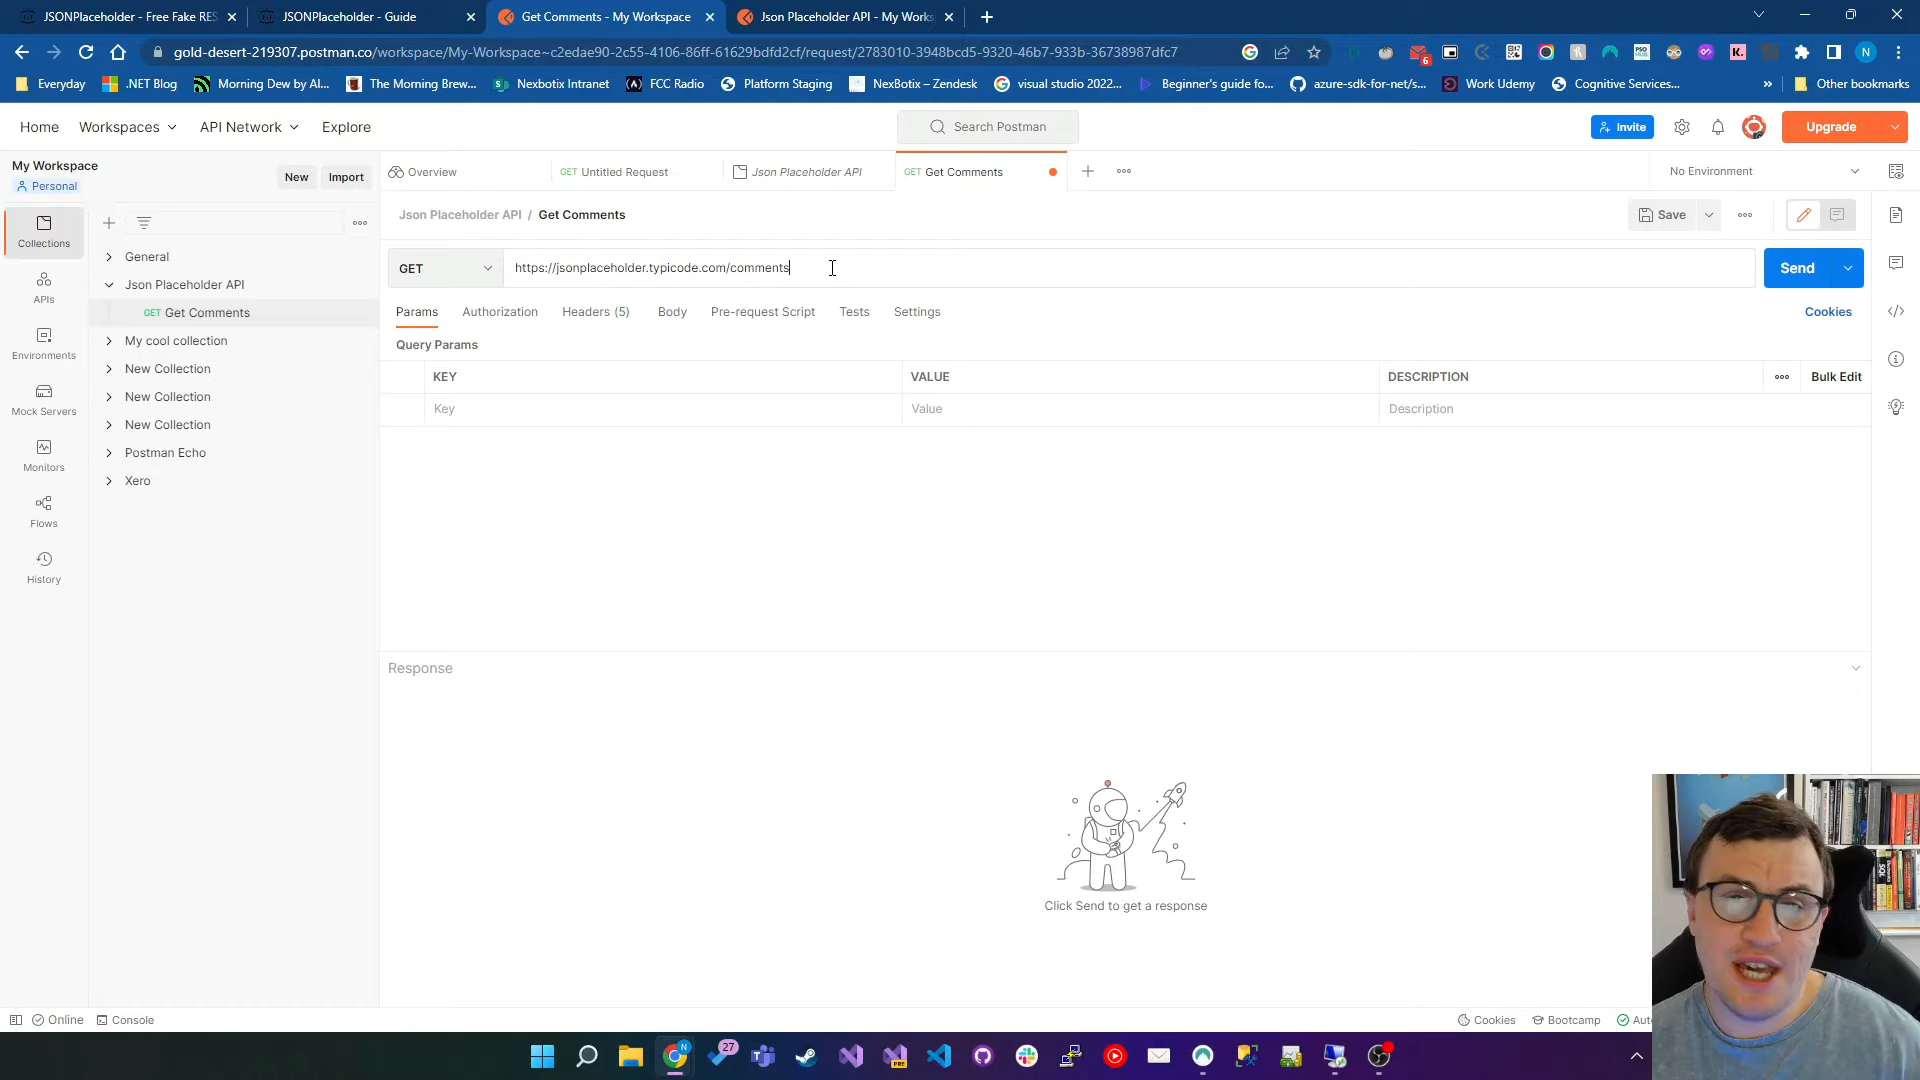 JSONPlaceholder - Free Fake RES
JSONPlaceholder - Guide
Get Comments - My Workspace
Json Placeholder API - My Works
gold-desert-219307.postman.co/workspace/My-Workspace~c2edae90-2c55-4106-86ff-61629bdfd2cf/request/2783010-3948bcd5-9320-46b7-933b-36738987dfc7
6
N
Everyday
.NET Blog
Morning Dew by Al...
The Morning Brew...
Nexbotix Intranet
FCC Radio
Platform Staging
NexBotix – Zendesk
visual studio 2022...
Beginner's guide fo...
azure-sdk-for-net/s...
Work Udemy
Cognitive Services...
»
Other bookmarks
Home
Workspaces
API Network
Explore
Search Postman
Invite
Upgrade
My Workspace
Personal
New
Import
Overview
GET Untitled Request
Json Placeholder API
GET Get Comments
No Environment
Json Placeholder API / Get Comments
Save
Collections
APIs
Environments
Mock Servers
Monitors
Flows
History
General
Json Placeholder API
GET Get Comments
My cool collection
New Collection
New Collection
New Collection
Postman Echo
Xero
GET
https://jsonplaceholder.typicode.com/comments
Send
Params
Authorization
Headers (5)
Body
Pre-request Script
Tests
Settings
Cookies
Query Params
KEY
VALUE
DESCRIPTION
Bulk Edit
Key
Value
Description
Response
Click Send to get a response
Online
Console
Cookies
Bootcamp
Aut
N
27
PRE